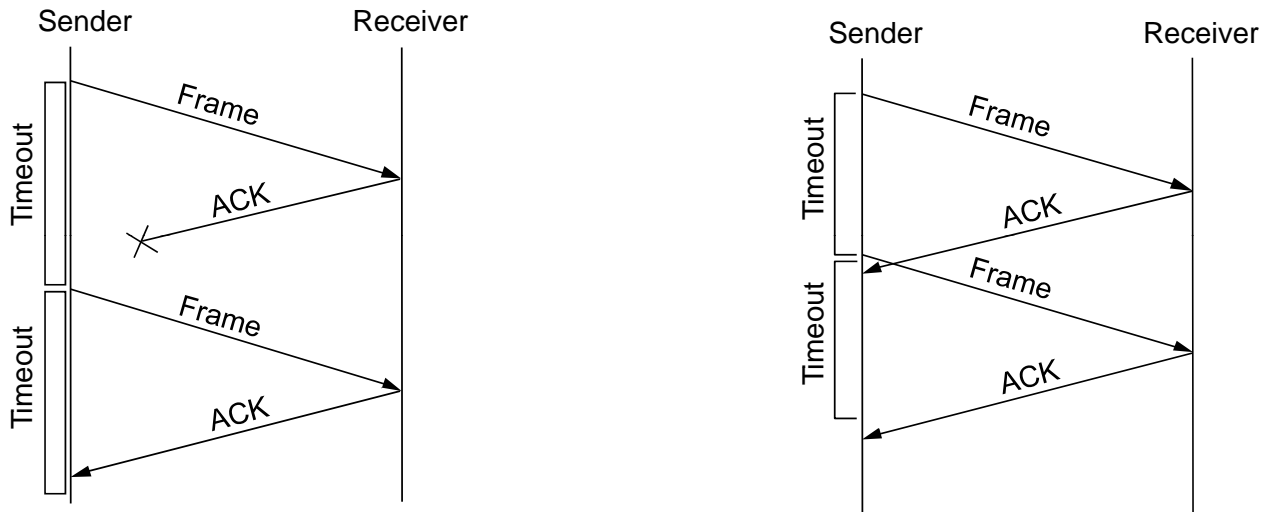 Sender
Receiver
Timeout
Frame
ACK
Timeout
Frame
ACK
Sender
Receiver
Timeout
Frame
ACK
Timeout
Frame
ACK